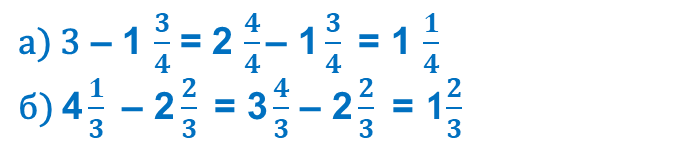 а) 3 – 1 3/4 = 2 4/4 – 1 3/4 = 1 1/4
б) 4 1/3 – 2 2/3 = 3 4/3 – 2 2/3 = 1 2/3